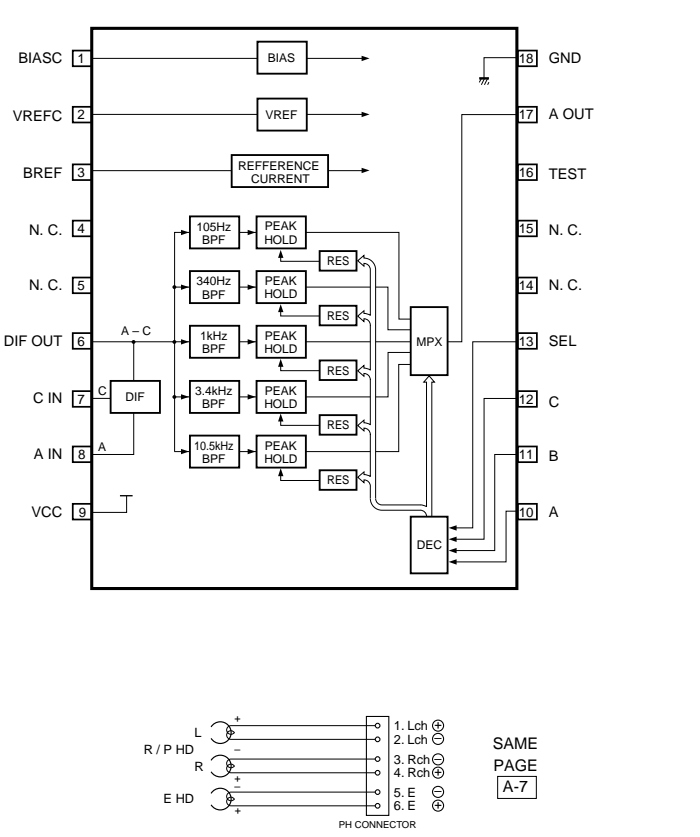 BIASC 1 BIAS 18 GND
VREFC 2 VREF 17 A OUT
BREF 3 REFFERENCE CURRENT 16 TEST
N. C. 4 105Hz BPF PEAK HOLD 15 N. C.
RES
N. C. 5 340Hz BPF PEAK HOLD 14 N. C.
RES
DIF OUT 6 A – C 1kHz BPF PEAK HOLD MPX 13 SEL
RES
C IN 7 C DIF 3.4kHz BPF PEAK HOLD 12 C
RES
A IN 8 A 10.5kHz BPF PEAK HOLD 11 B
RES
VCC 9 10 A
DEC
L + – 1. Lch ⊕
2. Lch ⊖
R / P HD
R + 3. Rch ⊖
4. Rch ⊕
E HD – + 5. E ⊖
6. E ⊕
PH CONNECTOR
SAME
PAGE
A-7